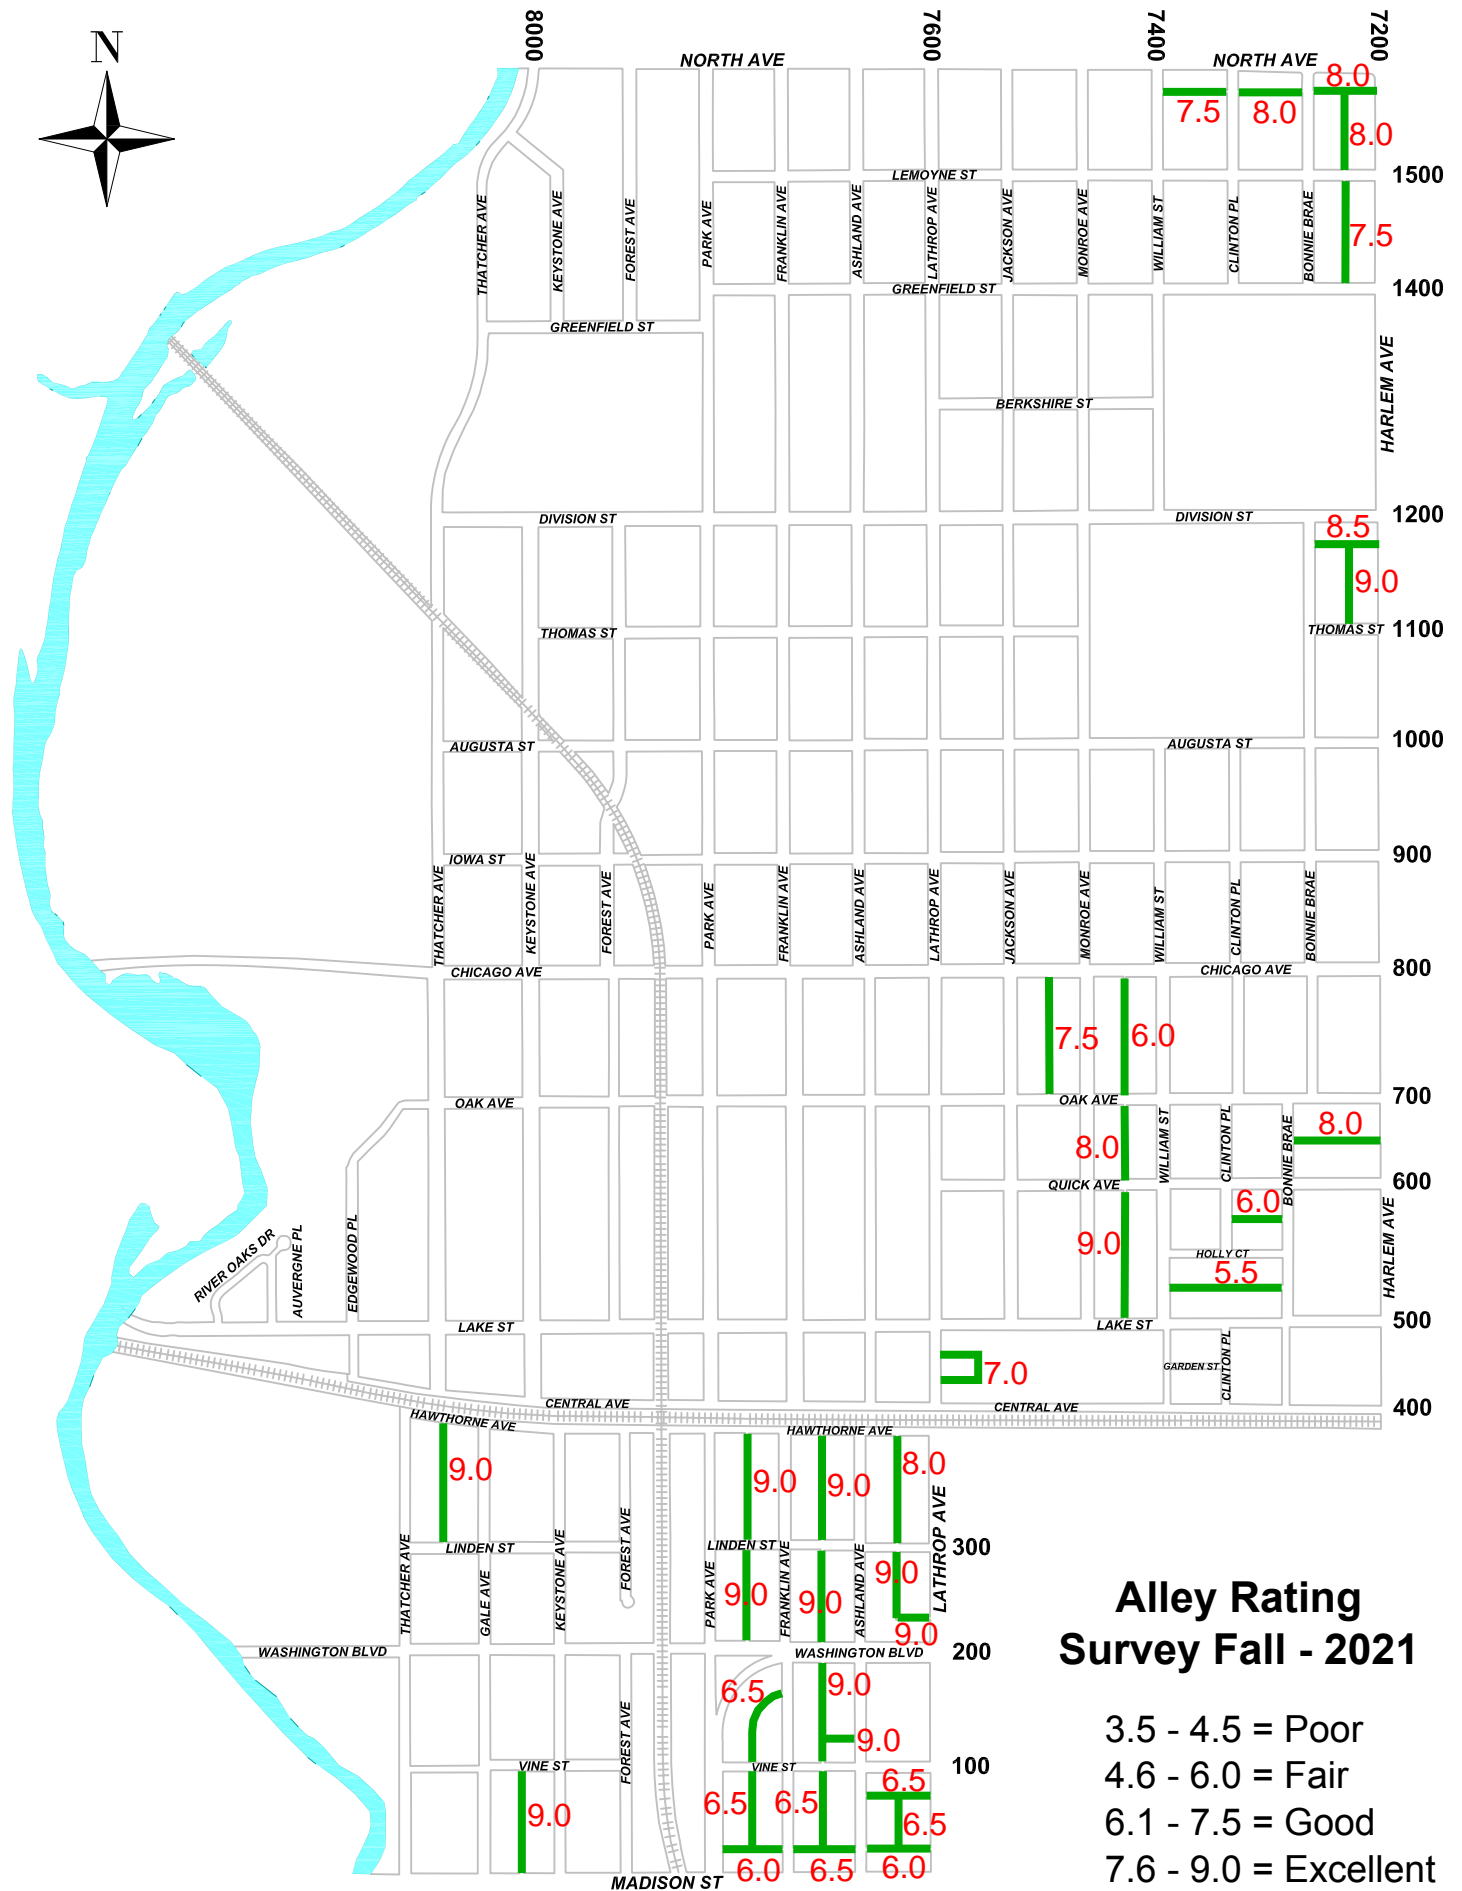 N
8000
7600
7400
7200
NORTH AVE
NORTH AVE
8.0
7.5
8.0
8.0
LEMOYNE ST
1500
THATCHER AVE
KEYSTONE AVE
FOREST AVE
PARK AVE
FRANKLIN AVE
ASHLAND AVE
LATHROP AVE
JACKSON AVE
MONROE AVE
WILLIAM ST
CLINTON PL
BONNIE BRAE
7.5
GREENFIELD ST
1400
GREENFIELD ST
HARLEM AVE
BERKSHIRE ST
DIVISION ST
DIVISION ST
1200
8.5
9.0
THOMAS ST
THOMAS ST
1100
AUGUSTA ST
AUGUSTA ST
1000
IOWA ST
900
THATCHER AVE
KEYSTONE AVE
FOREST AVE
PARK AVE
FRANKLIN AVE
ASHLAND AVE
LATHROP AVE
JACKSON AVE
MONROE AVE
WILLIAM ST
CLINTON PL
BONNIE BRAE
CHICAGO AVE
CHICAGO AVE
800
7.5
6.0
OAK AVE
OAK AVE
700
8.0
WILLIAM ST
CLINTON PL
BONNIE BRAE
8.0
QUICK AVE
600
6.0
RIVER OAKS DR
AUVERGNE PL
EDGEWOOD PL
9.0
HOLLY CT
5.5
HARLEM AVE
LAKE ST
LAKE ST
500
7.0
GARDEN ST
CLINTON PL
CENTRAL AVE
CENTRAL AVE
400
HAWTHORNE AVE
HAWTHORNE AVE
9.0
9.0
9.0
8.0
LINDEN ST
LINDEN ST
300
THATCHER AVE
GALE AVE
KEYSTONE AVE
FOREST AVE
PARK AVE
FRANKLIN AVE
ASHLAND AVE
LATHROP AVE
9.0
9.0
9.0
9.0
WASHINGTON BLVD
WASHINGTON BLVD
200
6.5
9.0
9.0
FOREST AVE
VINE ST
VINE ST
100
9.0
6.5
6.5
6.5
6.5
6.0
6.5
6.0
MADISON ST
Alley Rating
Survey Fall - 2021
3.5 - 4.5 = Poor
4.6 - 6.0 = Fair
6.1 - 7.5 = Good
7.6 - 9.0 = Excellent